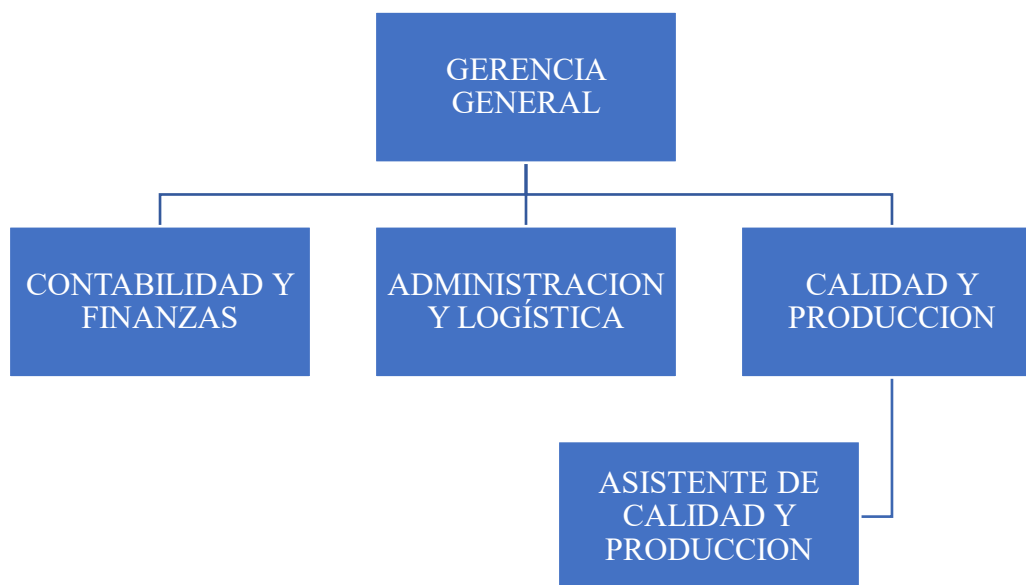 GERENCIA
GENERAL
CONTABILIDAD Y
FINANZAS
ADMINISTRACION
Y LOGÍSTICA
CALIDAD Y
PRODUCCION
ASISTENTE DE
CALIDAD Y
PRODUCCION